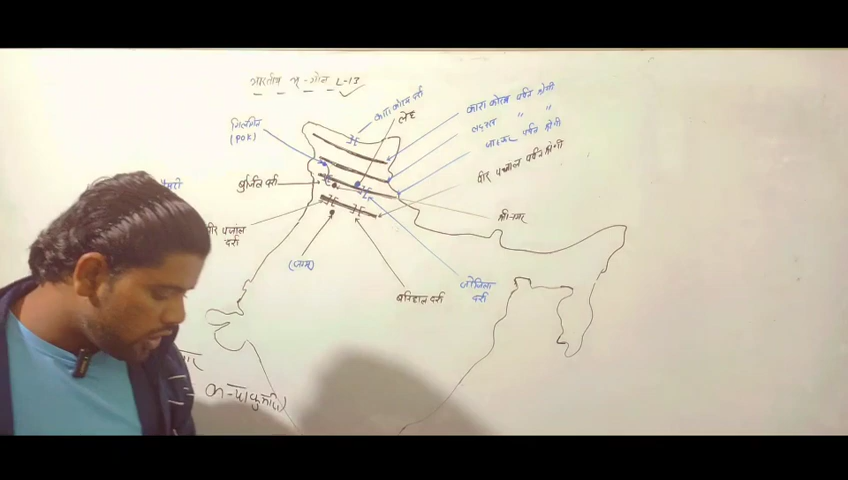 भारतीय भू-गोल L-13
कारा कोरम दर्रा
लेह
कारा कोरम पर्वत श्रेणी
लद्दाख " "
जास्कर पर्वत श्रेणी
पीर पंजाल पर्वत श्रेणी
गिलगित
(POK)
बुर्जिल दर्रा
पीर पंजाल
दर्रा
श्रीनगर
(जम्मू)
बनिहाल दर्रा
जोजिला
दर्रा